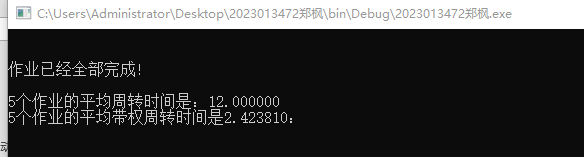 C:\Users\Administrator\Desktop\2023013472郑枫\bin\Debug\2023013472郑枫.exe
作业已经全部完成!
5个作业的平均周转时间是：12.000000
5个作业的平均带权周转时间是2.423810：
动